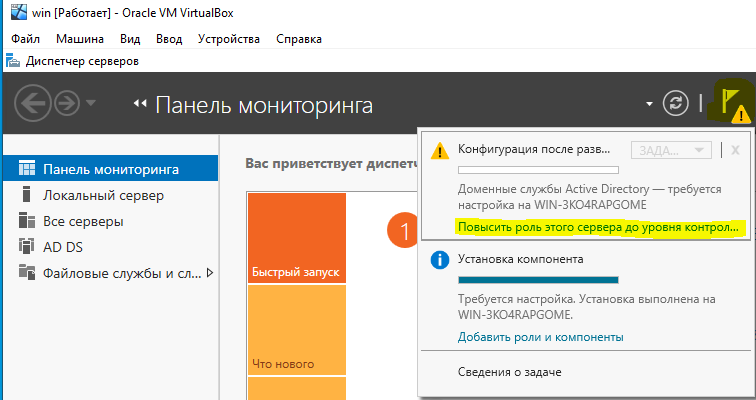 win [Работает] - Oracle VM VirtualBox
Файл Машина Вид Ввод Устройства Справка
Диспетчер серверов
Панель мониторинга
Панель мониторинга
Локальный сервер
Все серверы
AD DS
Файловые службы и сл...
Вас приветствует диспет
1
Быстрый запуск
Что нового
Конфигурация после разв...
ЗАДА...
X
Доменные службы Active Directory — требуется
настройка на WIN-3KO4RAPGOME
Повысить роль этого сервера до уровня контрол...
Установка компонента
Требуется настройка. Установка выполнена на
WIN-3KO4RAPGOME.
Добавить роли и компоненты
Сведения о задаче